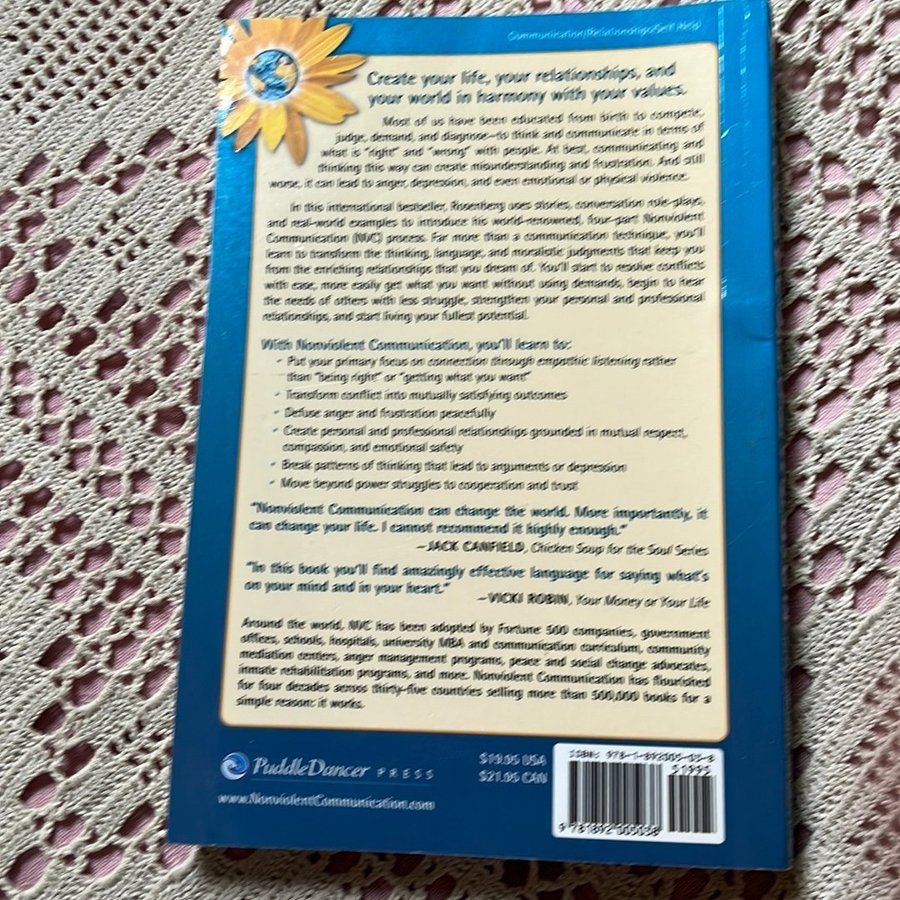 Communication/Relationships/Self-Help
Create your life, your relationships, and
your world in harmony with your values.
Most of us have been educated from birth to compete,
judge, demand, and diagnose—to think and communicate in terms of
what is "right" and "wrong" with people. At best, communicating and
thinking this way can create misunderstanding and frustration. And still
worse, it can lead to anger, depression, and even emotional or physical violence.
In this international bestseller, Rosenberg uses stories, conversation role-plays,
and real-world examples to introduce his world-renowned, four-part Nonviolent
Communication (NVC) process. Far more than a communication technique, you'll
learn to transform the thinking, language, and moralistic judgments that keep you
from the enriching relationships that you dream of. You'll start to resolve conflicts
with ease, more easily get what you want without using demands, begin to hear
the needs of others with less struggle, strengthen your personal and professional
relationships, and start living your fullest potential.
With Nonviolent Communication, you'll learn to:
• Put your primary focus on connection through empathic listening rather
than "being right" or "getting what you want"
• Transform conflict into mutually satisfying outcomes
• Defuse anger and frustration peacefully
• Create personal and professional relationships grounded in mutual respect,
compassion, and emotional safety
• Break patterns of thinking that lead to arguments or depression
• Move beyond power struggles to cooperation and trust
"Nonviolent Communication can change the world. More importantly, it
can change your life. I cannot recommend it highly enough."
—JACK CANFIELD, Chicken Soup for the Soul Series
"In this book you'll find amazingly effective language for saying what's
on your mind and in your heart."
—VICKI ROBIN, Your Money or Your Life
Around the world, NVC has been adopted by Fortune 500 companies, government
offices, schools, hospitals, university MBA and communication curriculum, community
mediation centers, anger management programs, peace and social change advocates,
inmate rehabilitation programs, and more. Nonviolent Communication has flourished
for four decades across thirty-five countries selling more than 500,000 books for a
simple reason: it works.
PuddleDancer PRESS
www.NonviolentCommunication.com
$19.95 USA
$21.95 CAN
ISBN: 978-1-892005-03-8
51995
9 781892 005038